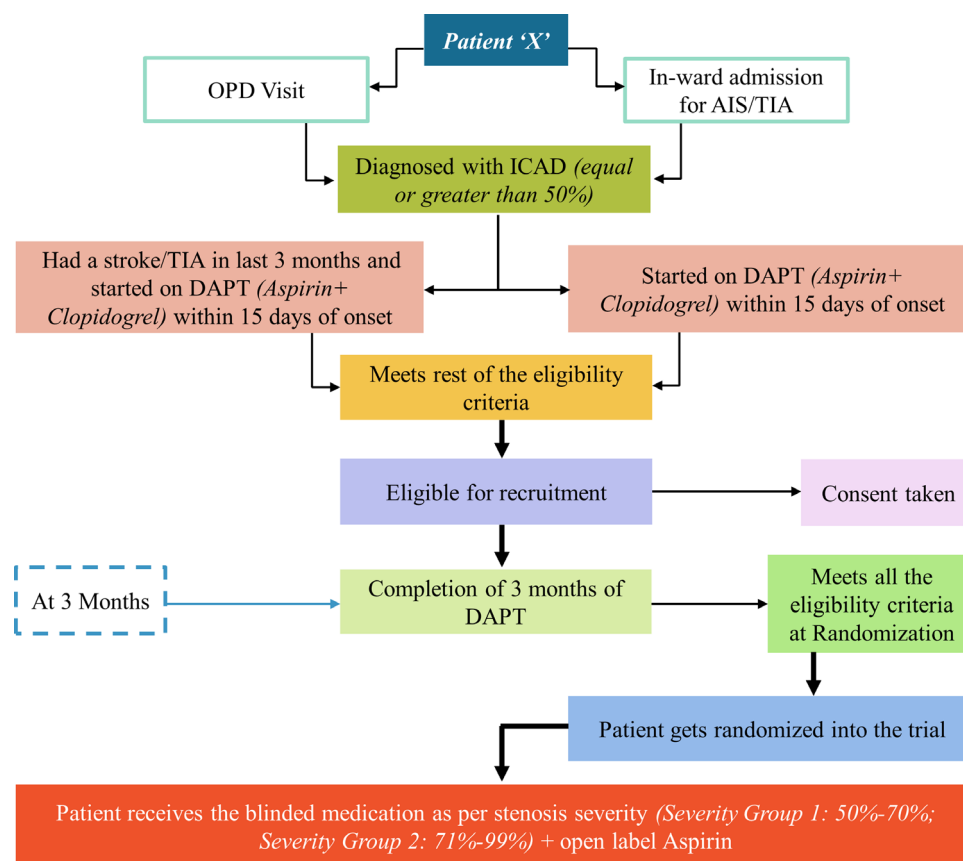 Patient ‘X’
OPD Visit
In-ward admission
for AIS/TIA
Diagnosed with ICAD (equal
or greater than 50%)
Had a stroke/TIA in last 3 months and
started on DAPT (Aspirin+
Clopidogrel) within 15 days of onset
Started on DAPT (Aspirin+
Clopidogrel) within 15 days of onset
Meets rest of the eligibility
criteria
Eligible for recruitment
Consent taken
At 3 Months
Completion of 3 months of
DAPT
Meets all the
eligibility criteria
at Randomization
Patient gets randomized into the trial
Patient receives the blinded medication as per stenosis severity (Severity Group 1: 50%-70%;
Severity Group 2: 71%-99%) + open label Aspirin